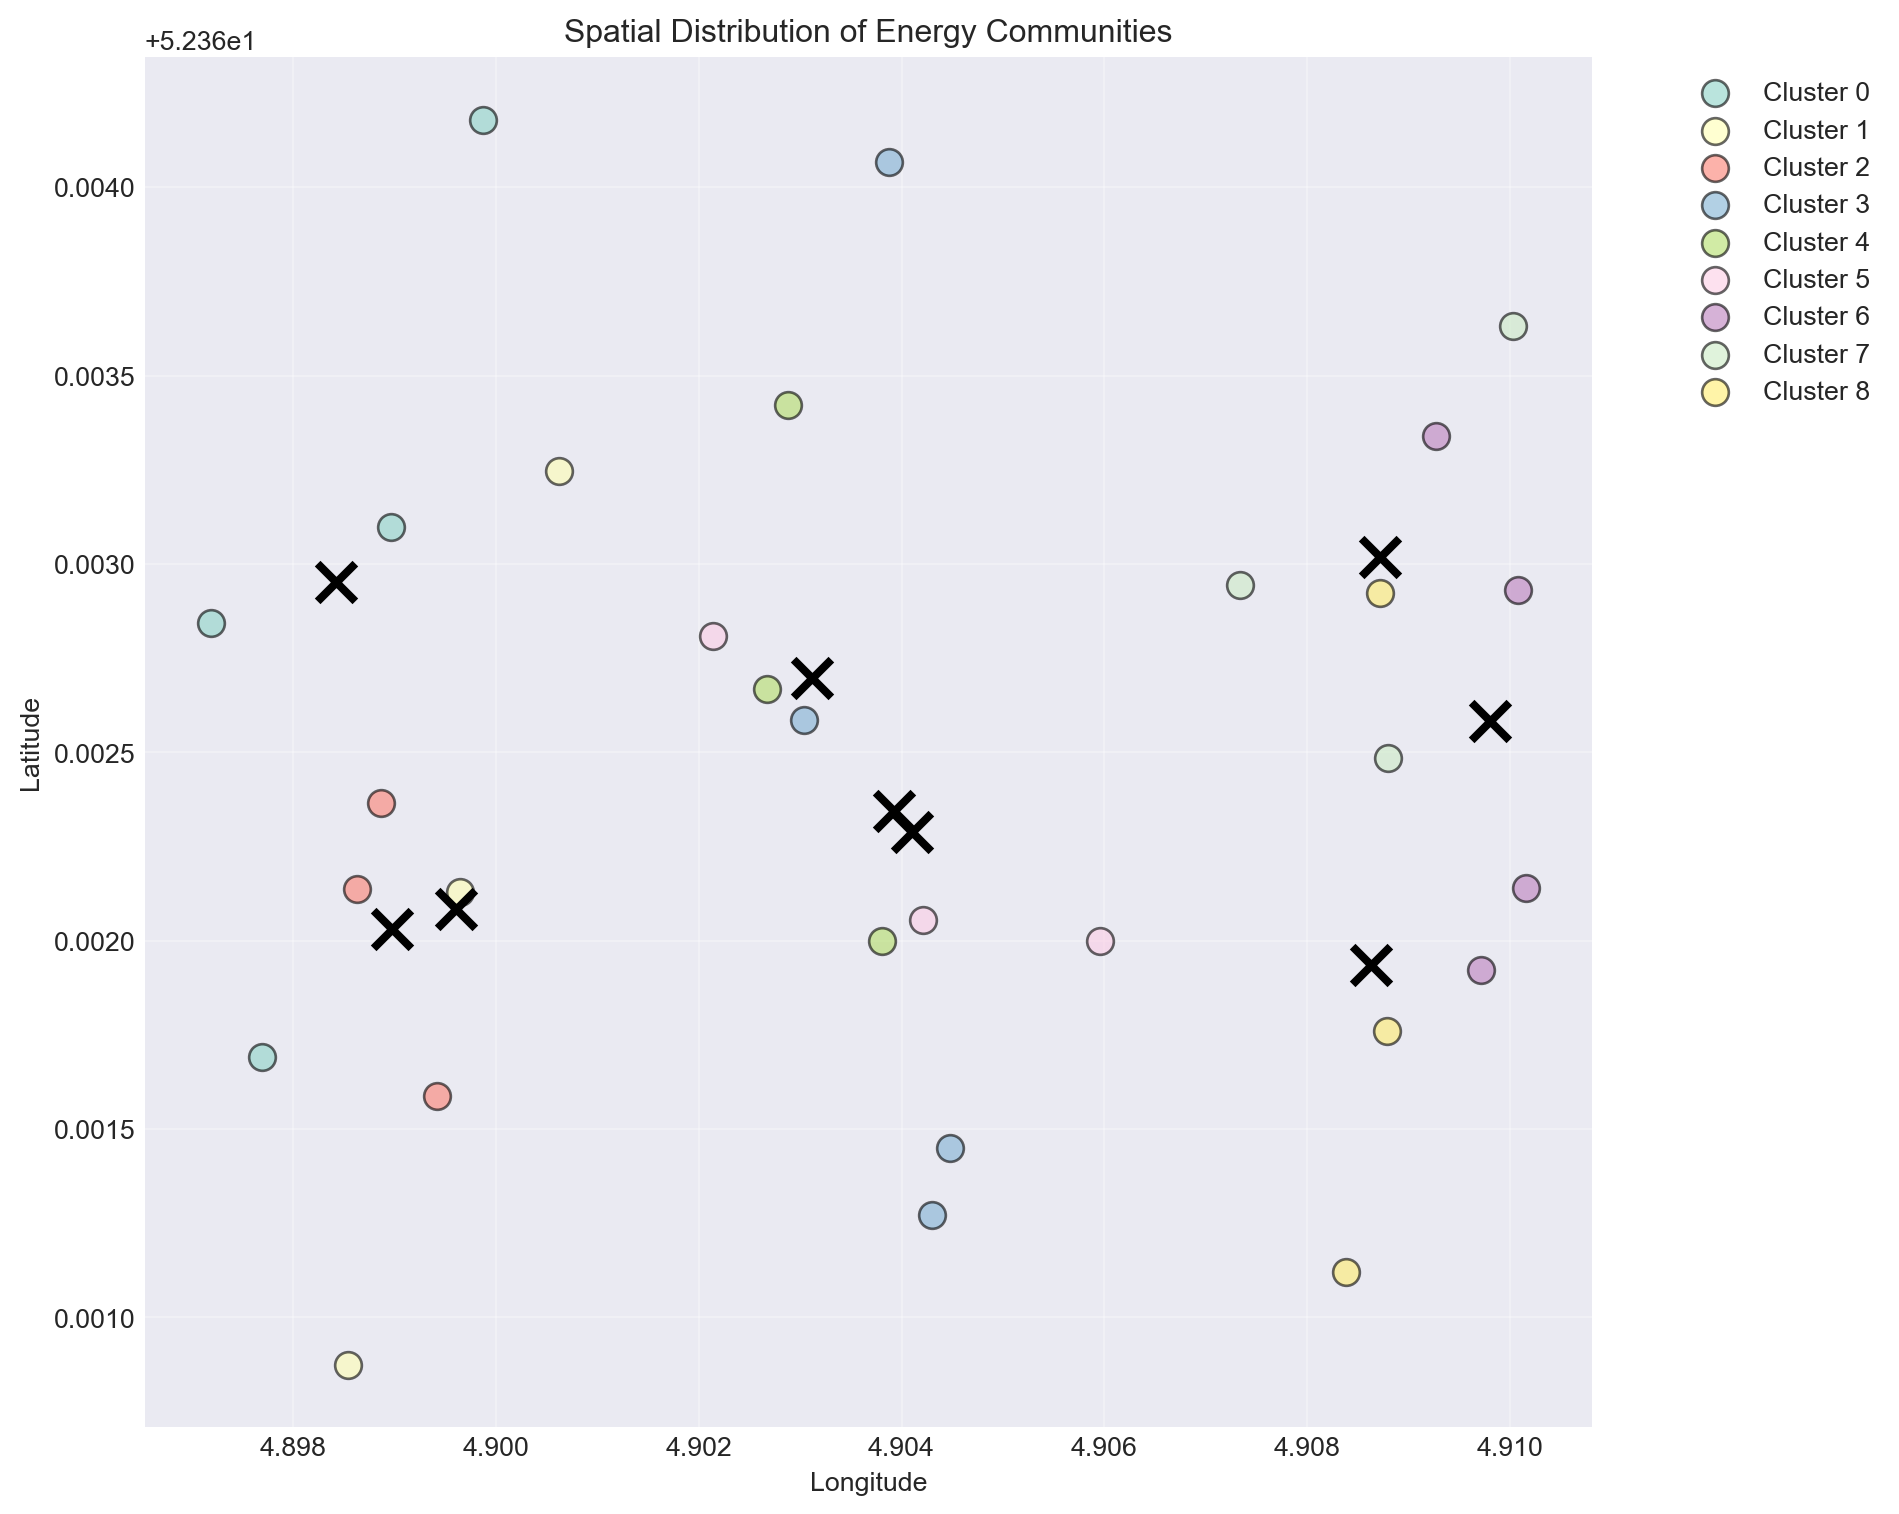 Spatial Distribution of Energy Communities
+5.236e1
Cluster 0
Cluster 1
Cluster 2
Cluster 3
Cluster 4
Cluster 5
Cluster 6
Cluster 7
Cluster 8
0.0040
0.0035
0.0030
0.0025
0.0020
0.0015
0.0010
Latitude
4.898 4.900 4.902 4.904 4.906 4.908 4.910
Longitude